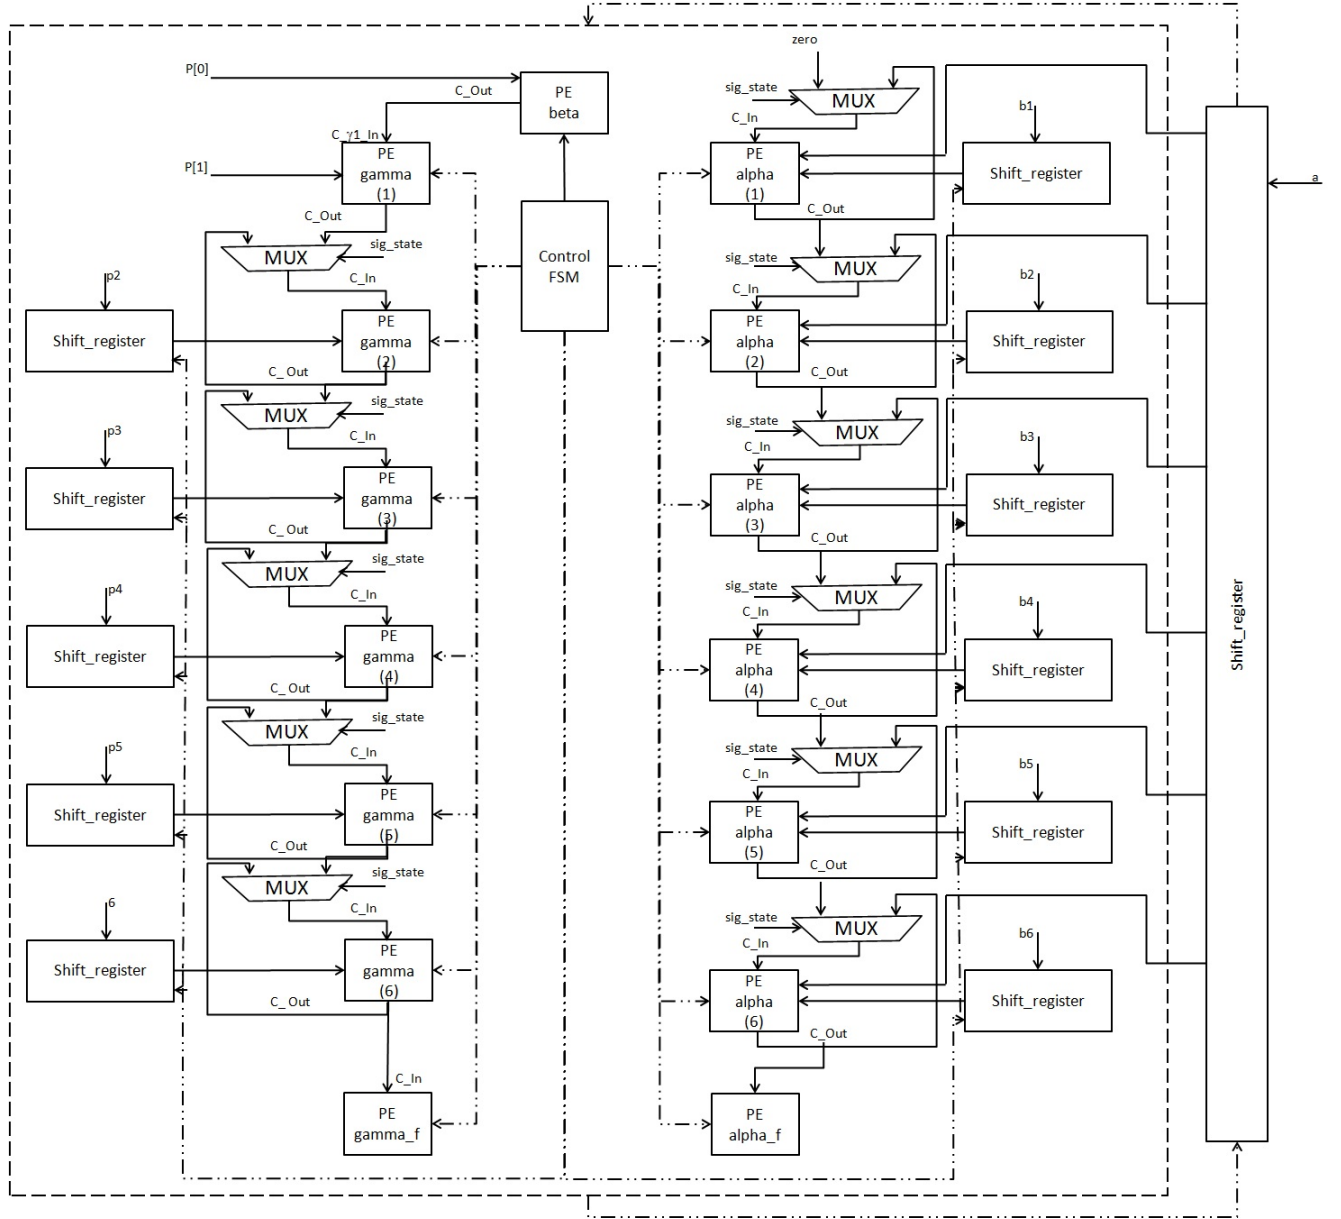 zero
P[0]
PE
beta
C_Out
sig_state
MUX
C_In
b1
C_γ1_In
PE
gamma
(1)
P[1]
PE
alpha
(1)
Shift_register
a
C_Out
C_Out
MUX
sig_state
Control
FSM
sig_state
MUX
C_In
C_In
p2
b2
Shift_register
PE
gamma
(2)
PE
alpha
(2)
Shift_register
C_Out
C_Out
MUX
sig_state
sig_state
MUX
C_In
C_In
p3
b3
Shift_register
PE
gamma
(3)
PE
alpha
(3)
Shift_register
C_Out
C_Out
MUX
sig_state
sig_state
MUX
C_In
C_In
p4
b4
Shift_register
Shift_register
PE
gamma
(4)
PE
alpha
(4)
Shift_register
C_Out
C_Out
MUX
sig_state
sig_state
MUX
C_In
C_In
p5
b5
Shift_register
PE
gamma
(5)
PE
alpha
(5)
Shift_register
C_Out
C_Out
MUX
sig_state
sig_state
MUX
C_In
C_In
6
b6
Shift_register
PE
gamma
(6)
PE
alpha
(6)
Shift_register
C_Out
C_Out
C_In
PE
gamma_f
PE
alpha_f